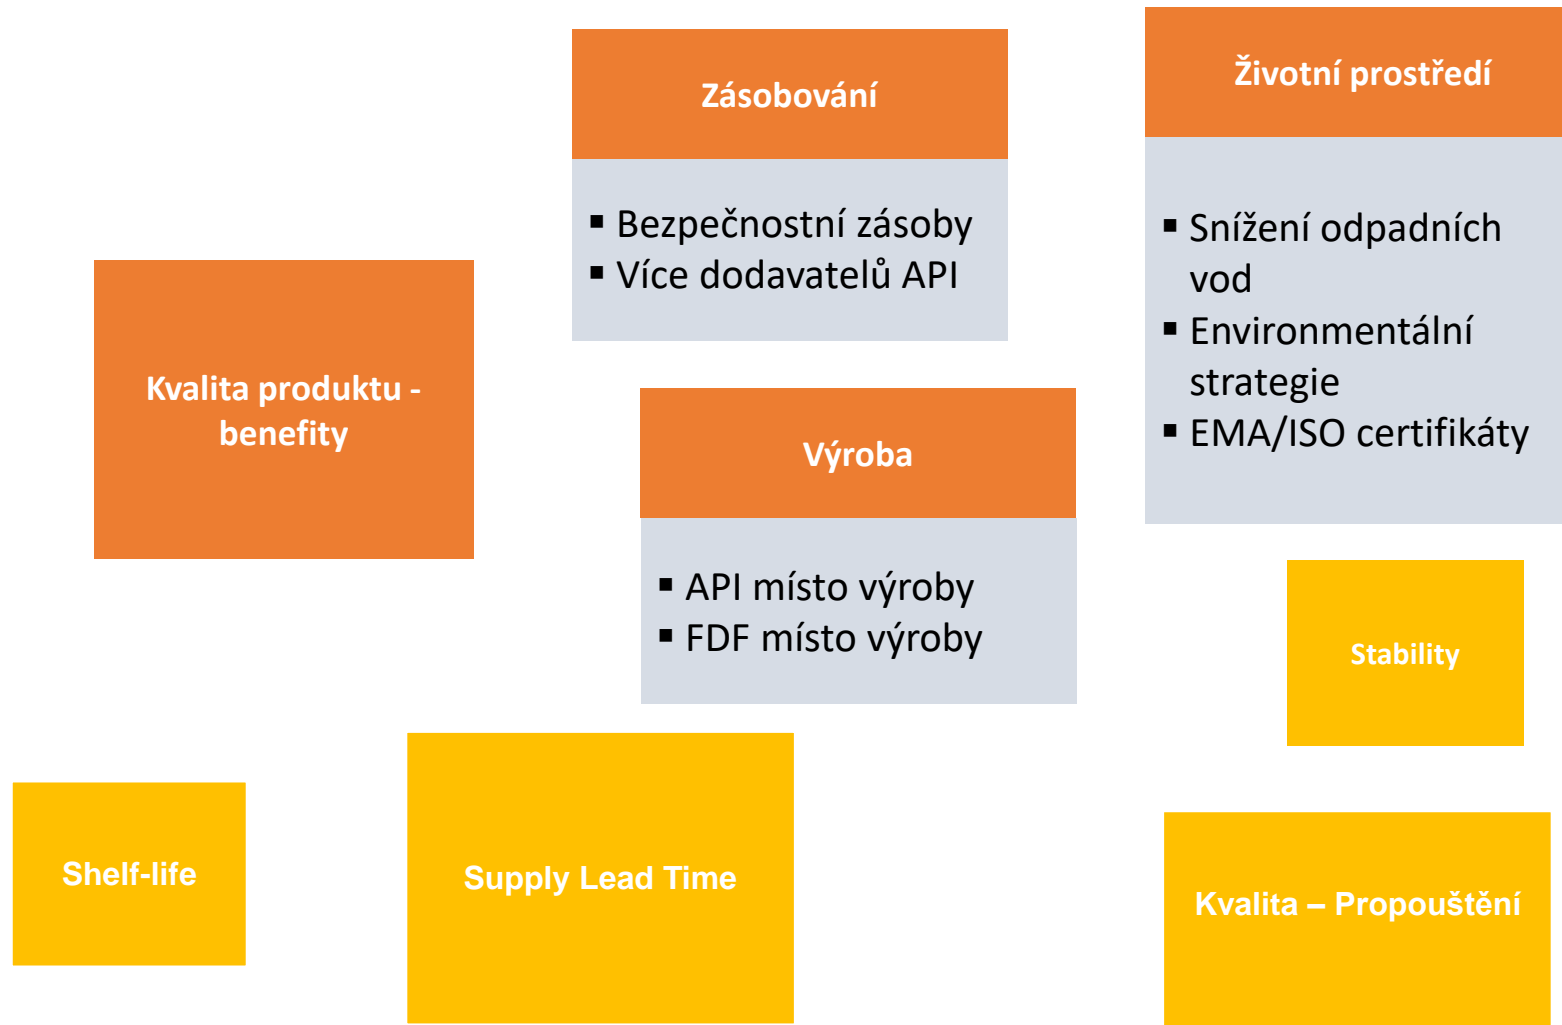 Zásobování
▪ Bezpečnostní zásoby
▪ Více dodavatelů API
Životní prostředí
▪ Snížení odpadních
vod
▪ Environmentální
strategie
▪ EMA/ISO certifikáty
Kvalita produktu -
benefity
Výroba
▪ API místo výroby
▪ FDF místo výroby
Stability
Shelf-life
Supply Lead Time
Kvalita – Propouštění